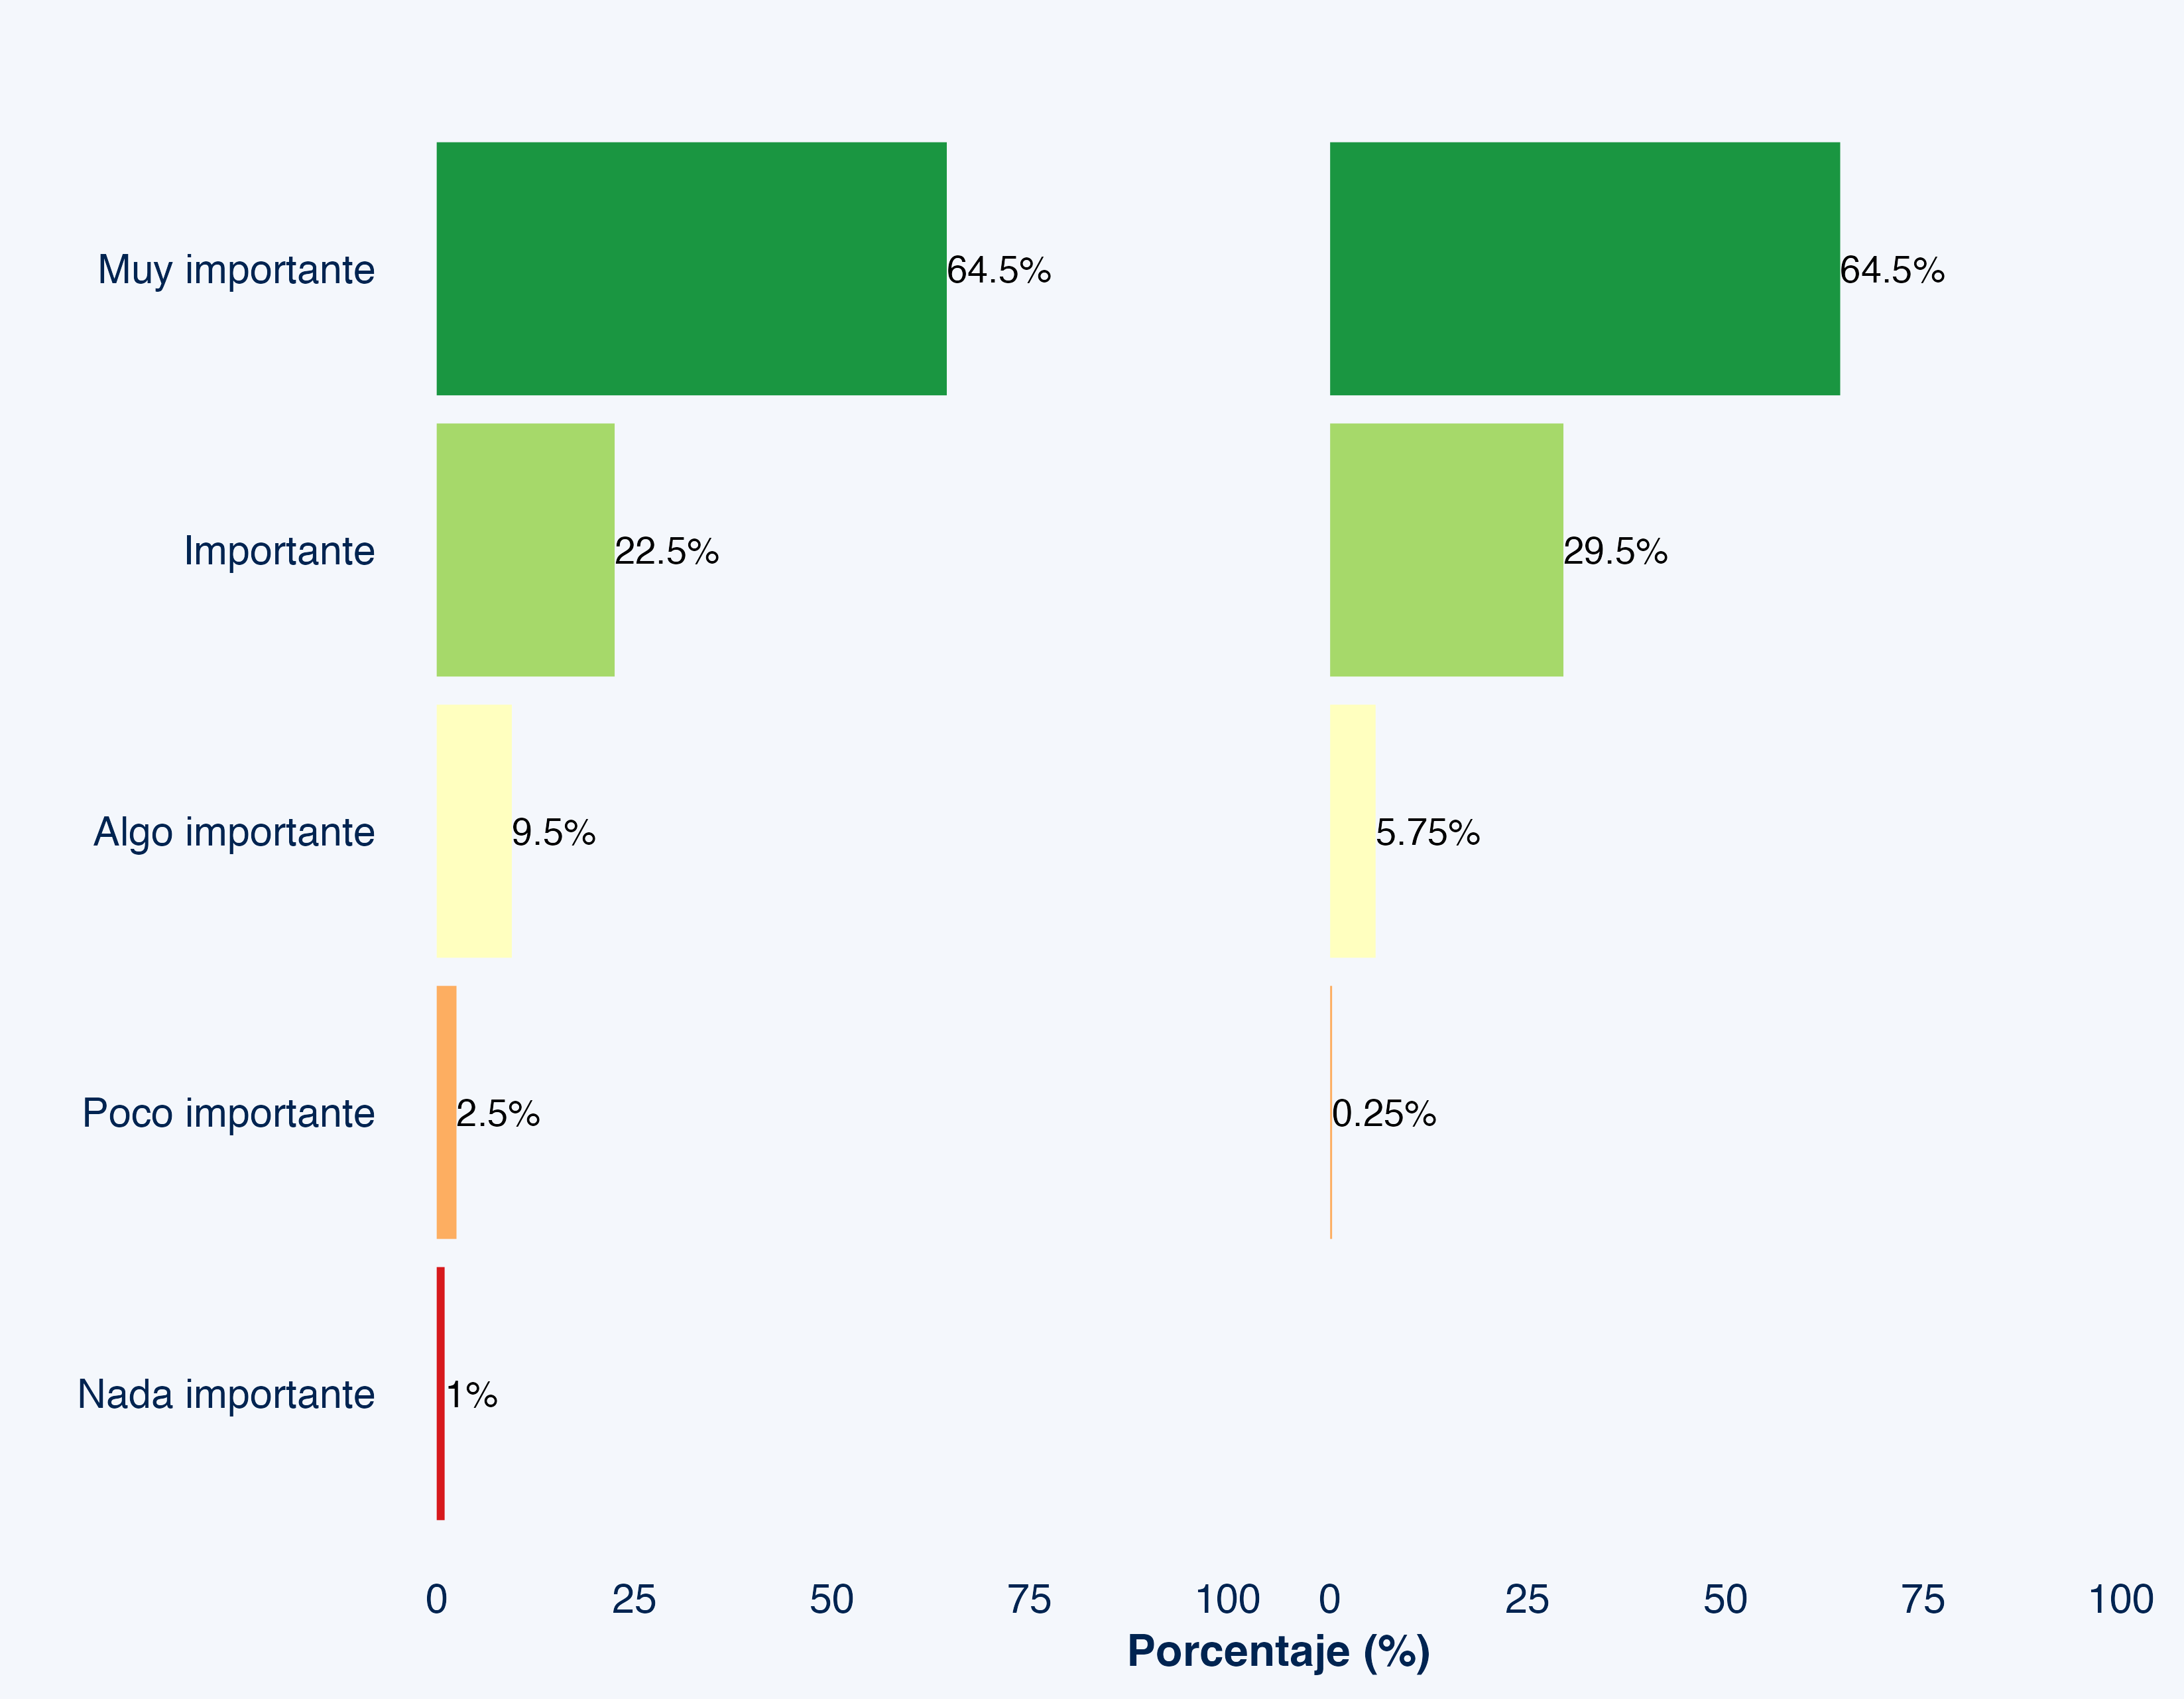 Muy importante 64.5% 64.5%
Importante 22.5% 29.5%
Algo importante 9.5% 5.75%
Poco importante 2.5% 0.25%
Nada importante 1%
0 25 50 75 100 0 25 50 75 100
Porcentaje (%)